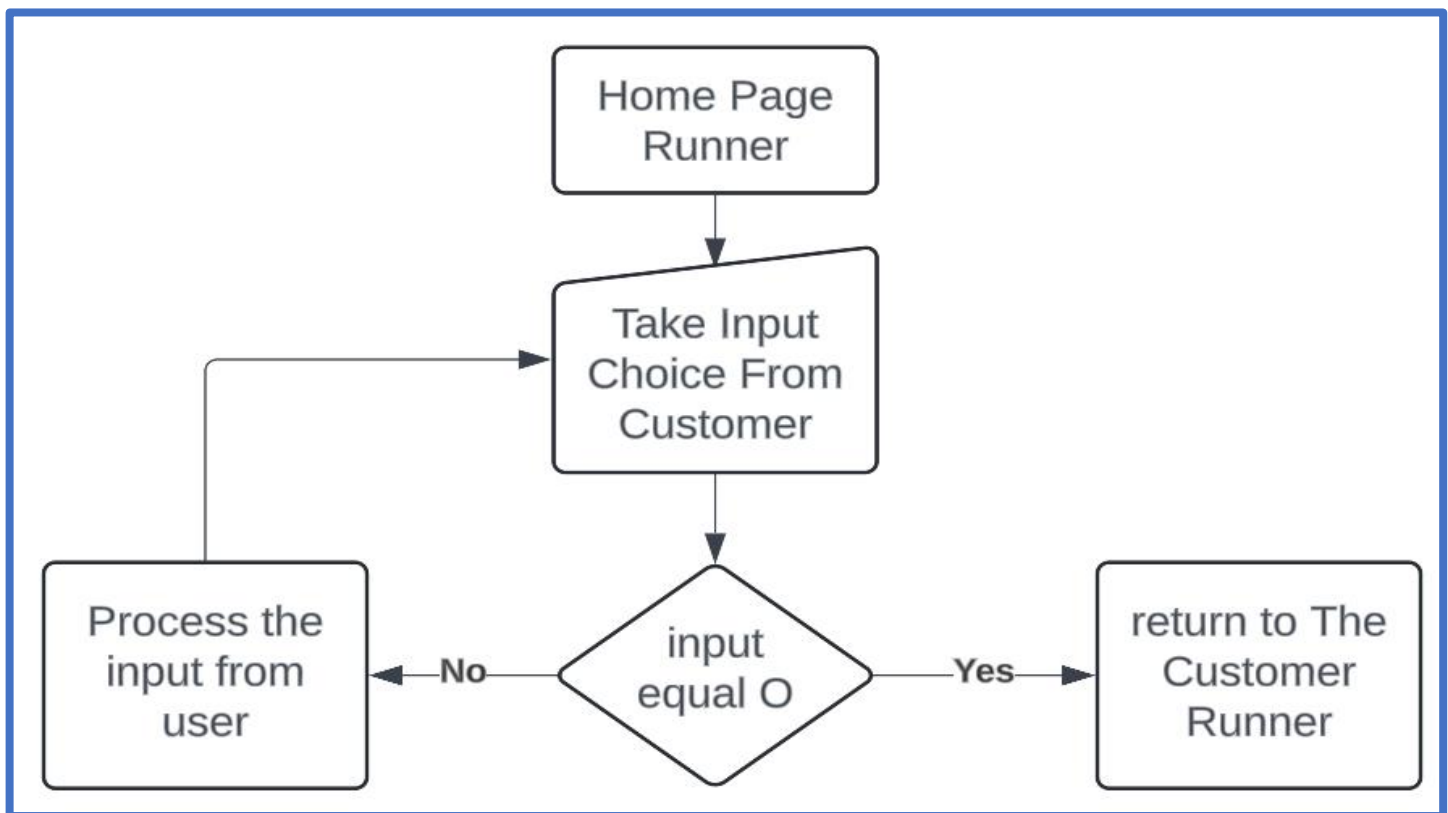 Home Page
Runner
Take Input
Choice From
Customer
input
equal O
No
Yes
Process the
input from
user
return to The
Customer
Runner